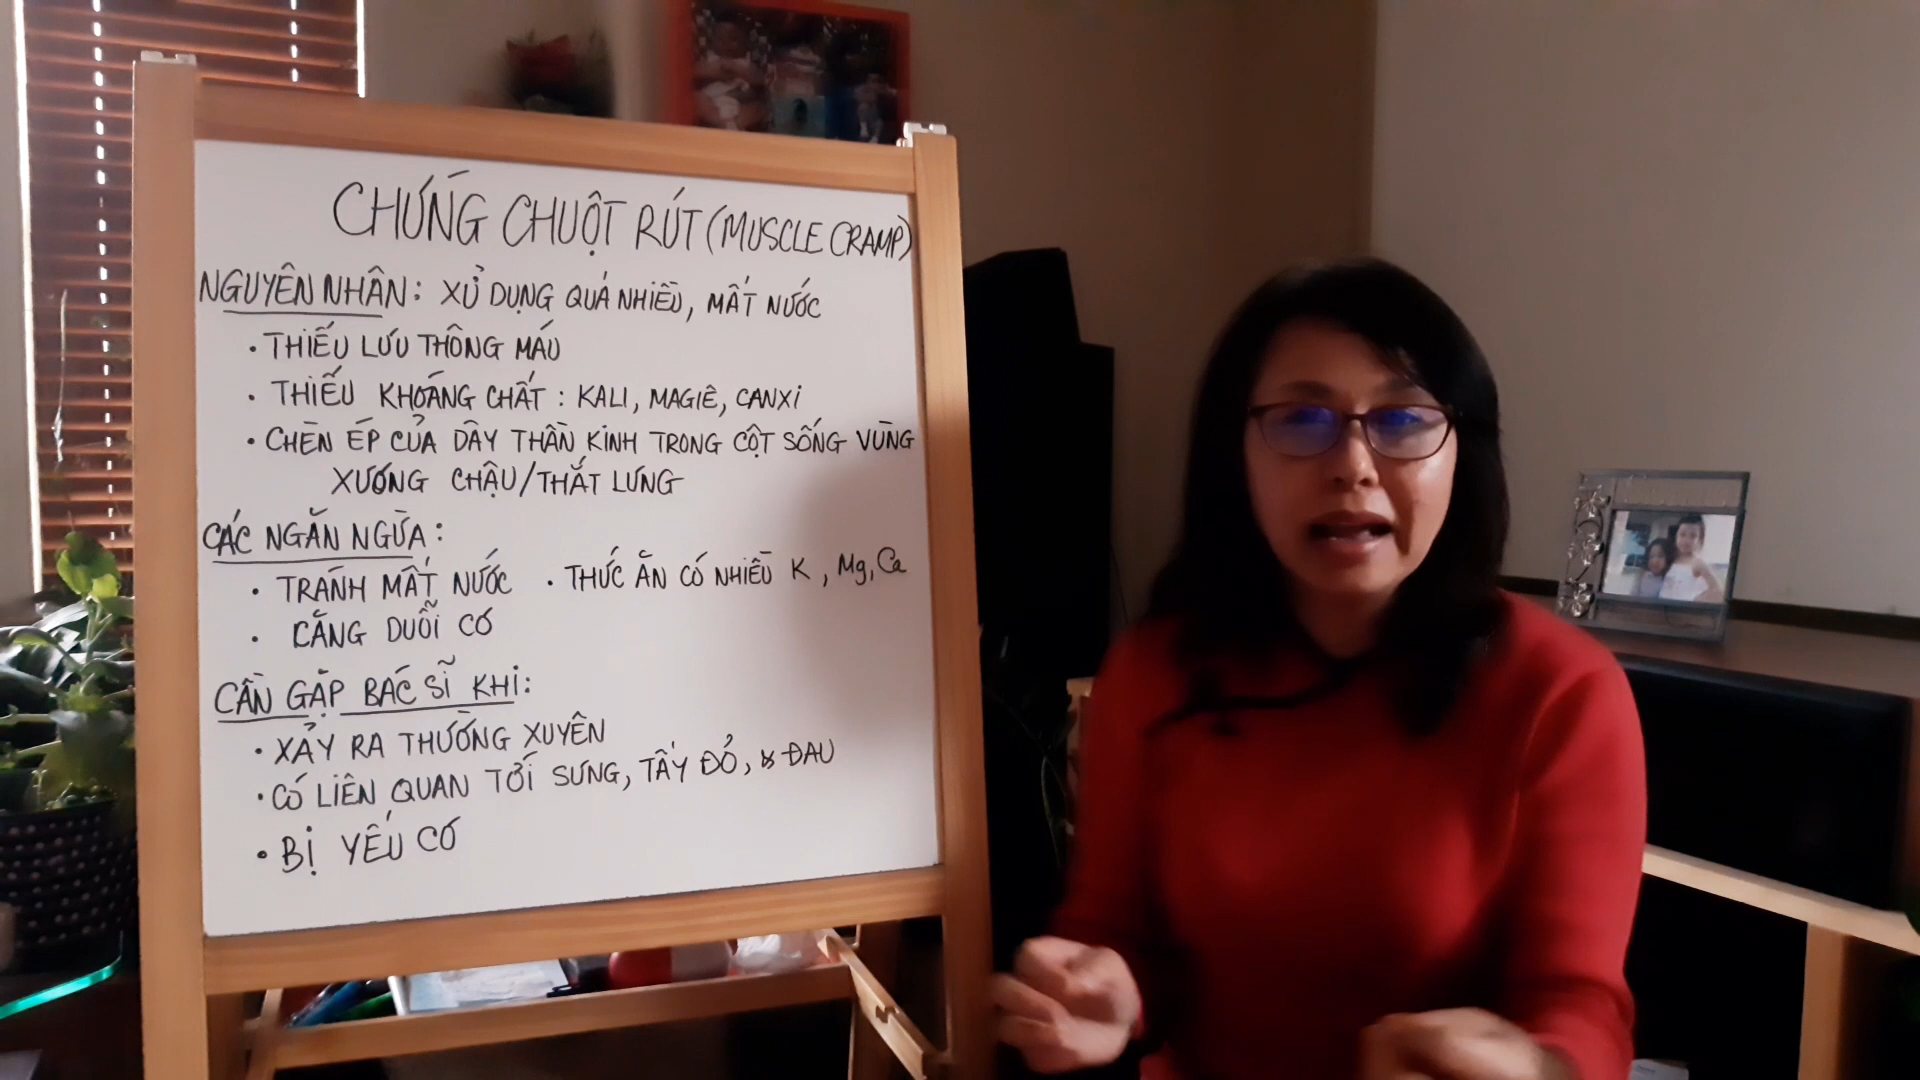 CHỨNG CHUỘT RÚT (MUSCLE CRAMP)
NGUYÊN NHÂN: XỬ DỤNG QUÁ NHIỀU, MẤT NƯỚC
• THIẾU LƯU THÔNG MÁU
• THIẾU KHOÁNG CHẤT : KALI, MAGIÊ, CANXI
• CHÈN ÉP CỦA DÂY THẦN KINH TRONG CỘT SỐNG VÙNG
XƯƠNG CHẬU/THẮT LƯNG
CÁC NGĂN NGỪA:
• TRÁNH MẤT NƯỚC • THỨC ĂN CÓ NHIỀU K, Mg, Ca
• CĂNG DUỖI CƠ
CẦN GẶP BÁC SĨ KHI:
• XẢY RA THƯỜNG XUYÊN
• CÓ LIÊN QUAN TỚI SƯNG, TẤY ĐỎ, & ĐAU
• BỊ YẾU CƠ